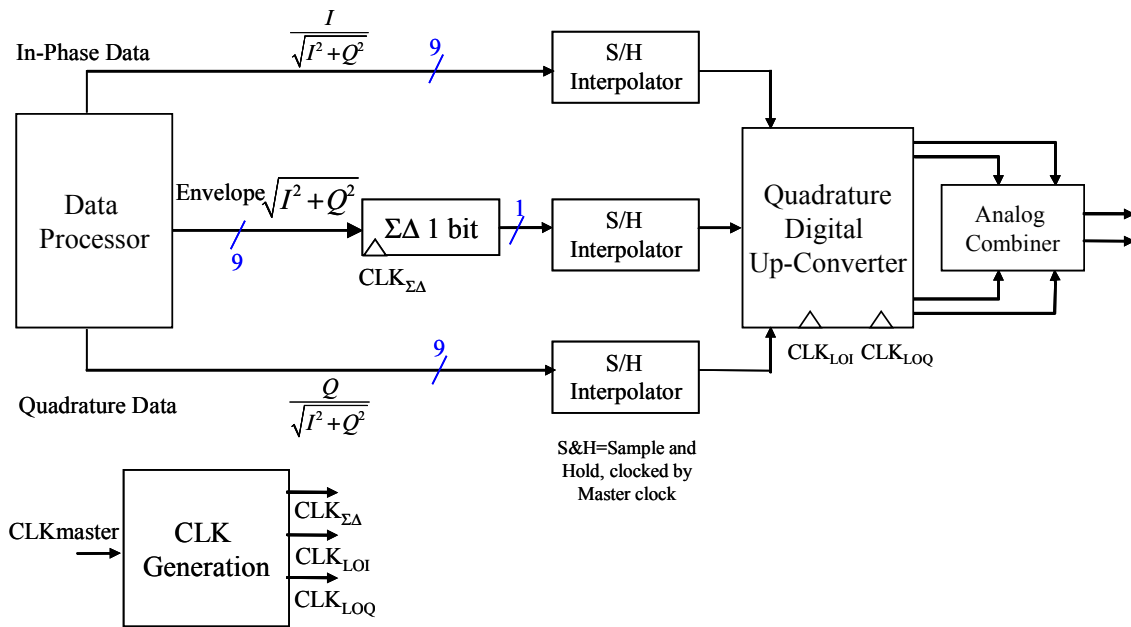 In-Phase Data
I
√I² + Q²
9
S/H
Interpolator
Data
Processor
Envelope √I² + Q²
9
ΣΔ 1 bit
CLKΣΔ
1
S/H
Interpolator
Quadrature
Digital
Up-Converter
CLKLOI CLKLOQ
Analog
Combiner
9
S/H
Interpolator
Quadrature Data
Q
√I² + Q²
S&H=Sample and
Hold, clocked by
Master clock
CLKmaster
CLK
Generation
CLKΣΔ
CLKLOI
CLKLOQ